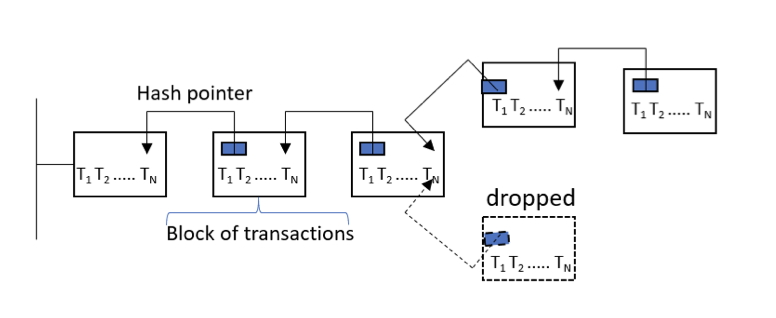 Hash pointer
T1 T2 ..... TN
T1 T2 ..... TN
T1 T2 ..... TN
T1 T2 ..... TN
T1 T2 ..... TN
Block of transactions
dropped
T1 T2 ..... TN